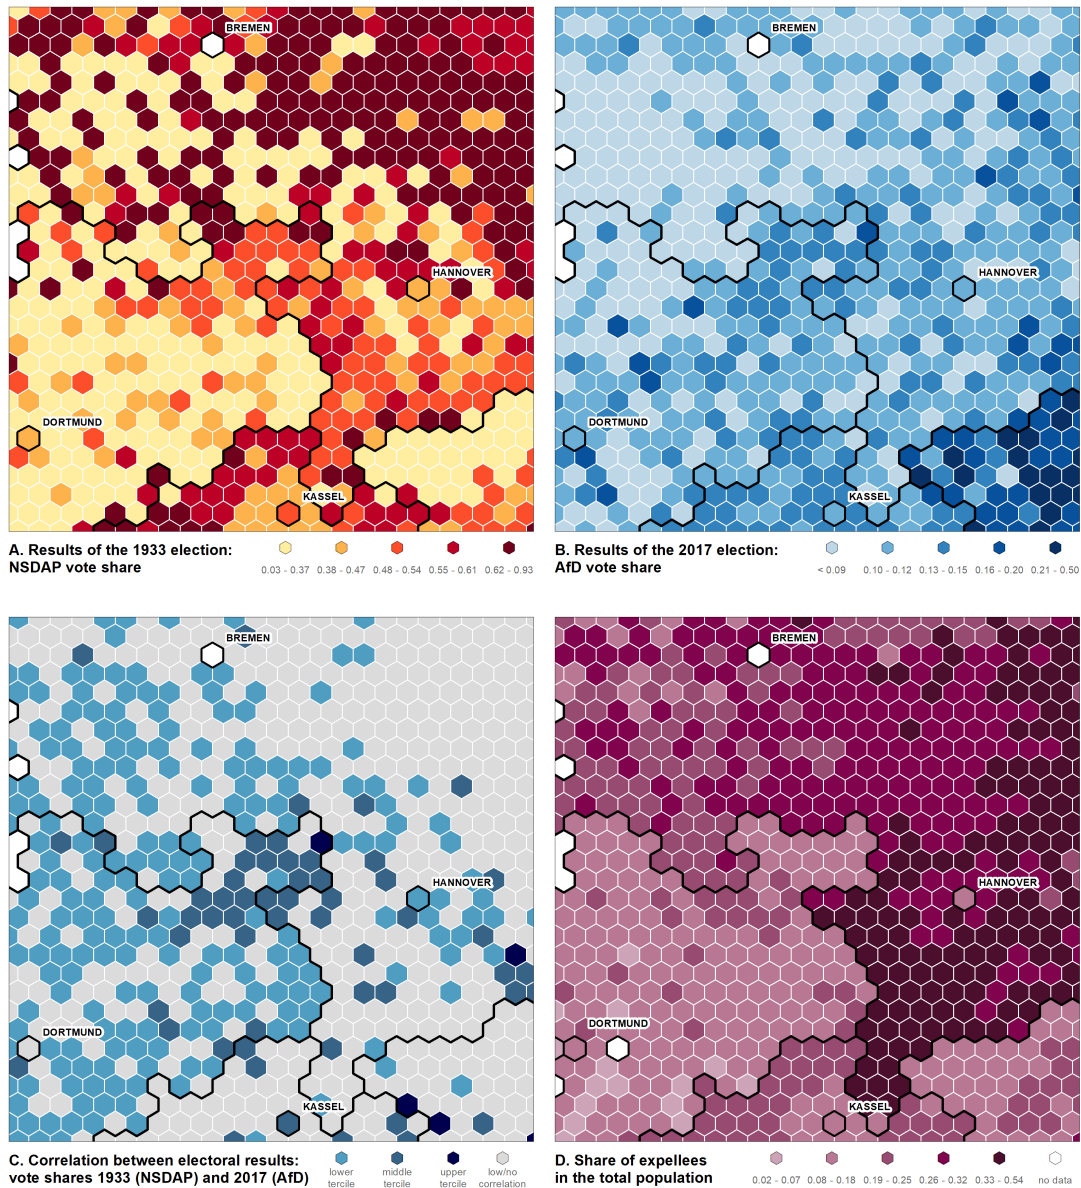 BREMEN
HANNOVER
DORTMUND
KASSEL
A. Results of the 1933 election:
NSDAP vote share
0.03 - 0.37
0.38 - 0.47
0.48 - 0.54
0.55 - 0.61
0.62 - 0.93
BREMEN
HANNOVER
DORTMUND
KASSEL
B. Results of the 2017 election:
AfD vote share
< 0.09
0.10 - 0.12
0.13 - 0.15
0.16 - 0.20
0.21 - 0.50
BREMEN
HANNOVER
DORTMUND
KASSEL
C. Correlation between electoral results:
vote shares 1933 (NSDAP) and 2017 (AfD)
lower
tercile
middle
tercile
upper
tercile
low/no
correlation
BREMEN
HANNOVER
DORTMUND
KASSEL
D. Share of expellees
in the total population
0.02 - 0.07
0.08 - 0.18
0.19 - 0.25
0.26 - 0.32
0.33 - 0.54
no data